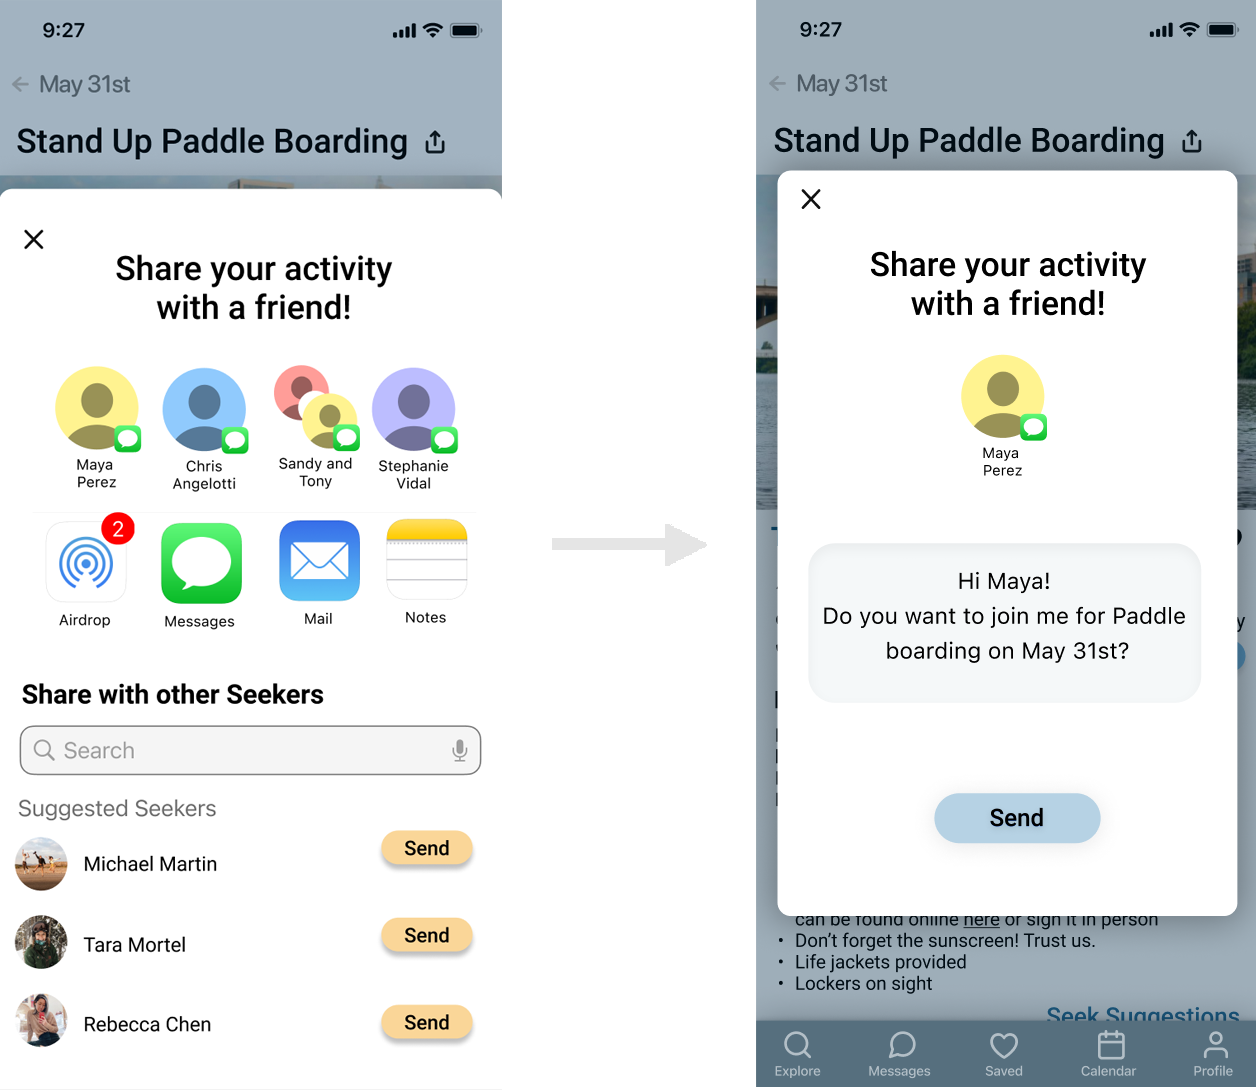 9:27
May 31st
Stand Up Paddle Boarding
Share your activity
with a friend!
Maya
Perez
Chris
Angelotti
Sandy and
Tony
Stephanie
Vidal
2
Airdrop
Messages
Mail
Notes
Share with other Seekers
Search
Suggested Seekers
Michael Martin
Send
Tara Mortel
Send
Rebecca Chen
Send
9:27
May 31st
Stand Up Paddle Boarding
Share your activity
with a friend!
Maya
Perez
Hi Maya!
Do you want to join me for Paddle
boarding on May 31st?
Send
can be found online here or sign it in person
• Don't forget the sunscreen! Trust us.
• Life jackets provided
• Lockers on sight
Seek Suggestions
Explore
Messages
Saved
Calendar
Profile